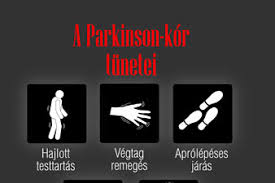 A Parkinson-kór
tünetei
Hajlott
testtartás
Végtag
remegés
Aprólépéses
járás